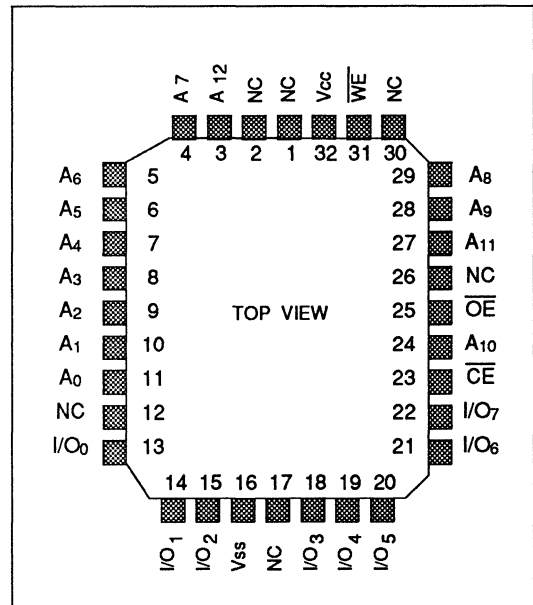 A7 A12 NC NC Vcc W̅E̅ NC
4 3 2 1 32 31 30
A6 5 29 A8
A5 6 28 A9
A4 7 27 A11
A3 8 26 NC
A2 9 TOP VIEW 25 O̅E̅
A1 10 24 A10
A0 11 23 C̅E̅
NC 12 22 I/O7
I/O0 13 21 I/O6
14 15 16 17 18 19 20
I/O1 I/O2 Vss NC I/O3 I/O4 I/O5